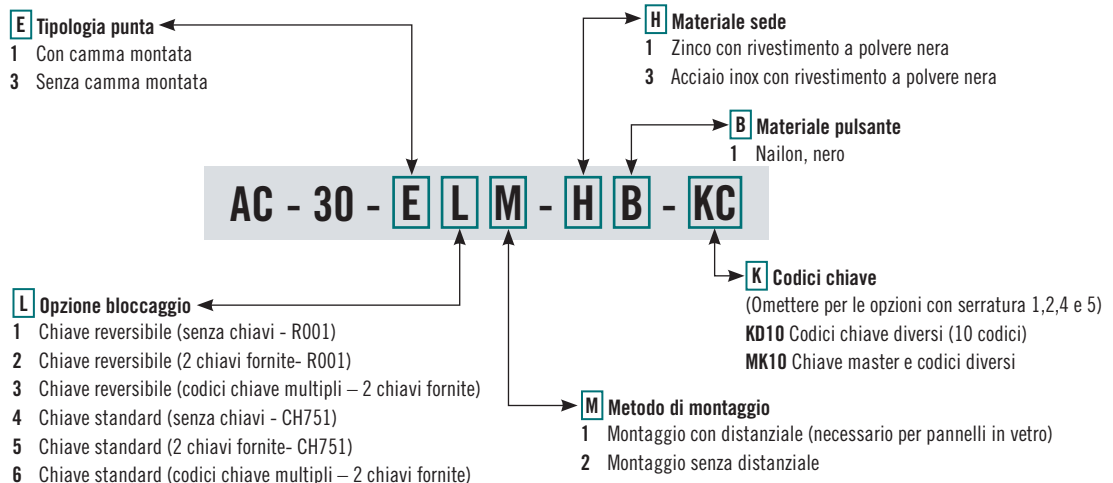 E Tipologia punta
1 Con camma montata
3 Senza camma montata
H Materiale sede
1 Zinco con rivestimento a polvere nera
3 Acciaio inox con rivestimento a polvere nera
B Materiale pulsante
1 Nailon, nero
AC - 30 - E L M - H B - KC
L Opzione bloccaggio
1 Chiave reversibile (senza chiavi - R001)
2 Chiave reversibile (2 chiavi fornite- R001)
3 Chiave reversibile (codici chiave multipli – 2 chiavi fornite)
4 Chiave standard (senza chiavi - CH751)
5 Chiave standard (2 chiavi fornite- CH751)
6 Chiave standard (codici chiave multipli – 2 chiavi fornite)
M Metodo di montaggio
1 Montaggio con distanziale (necessario per pannelli in vetro)
2 Montaggio senza distanziale
K Codici chiave
(Omettere per le opzioni con serratura 1,2,4 e 5)
KD10 Codici chiave diversi (10 codici)
MK10 Chiave master e codici diversi